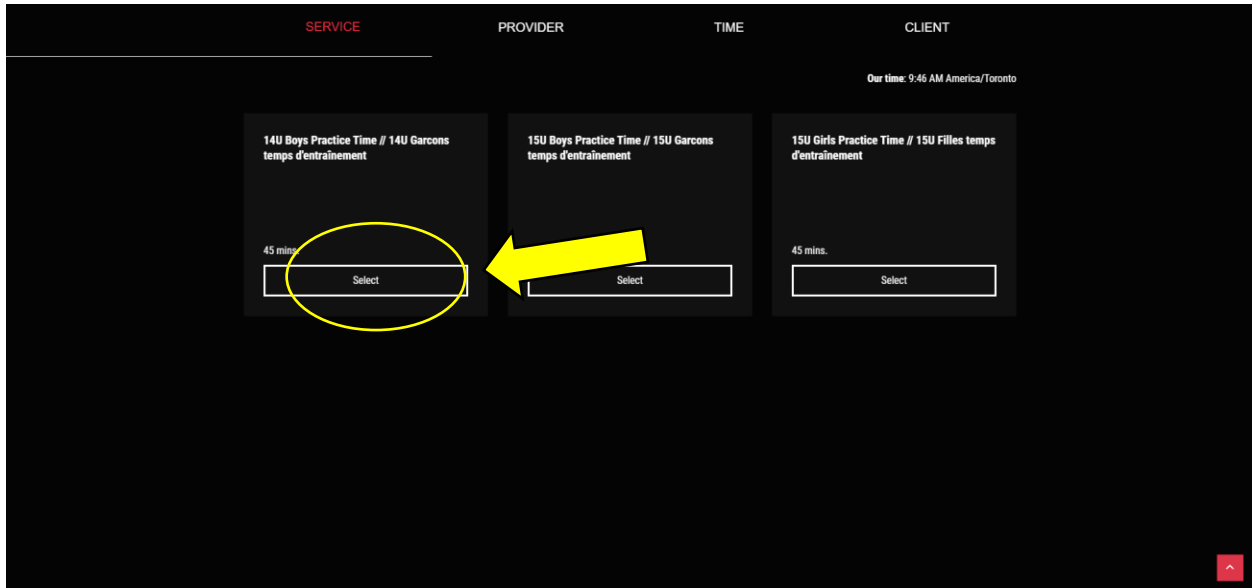 SERVICE PROVIDER TIME CLIENT
Our time: 9:46 AM America/Toronto
14U Boys Practice Time // 14U Garcons
temps d'entraînement
45 mins.
Select
15U Boys Practice Time // 15U Garcons
temps d'entraînement
Select
15U Girls Practice Time // 15U Filles temps
d'entraînement
45 mins.
Select